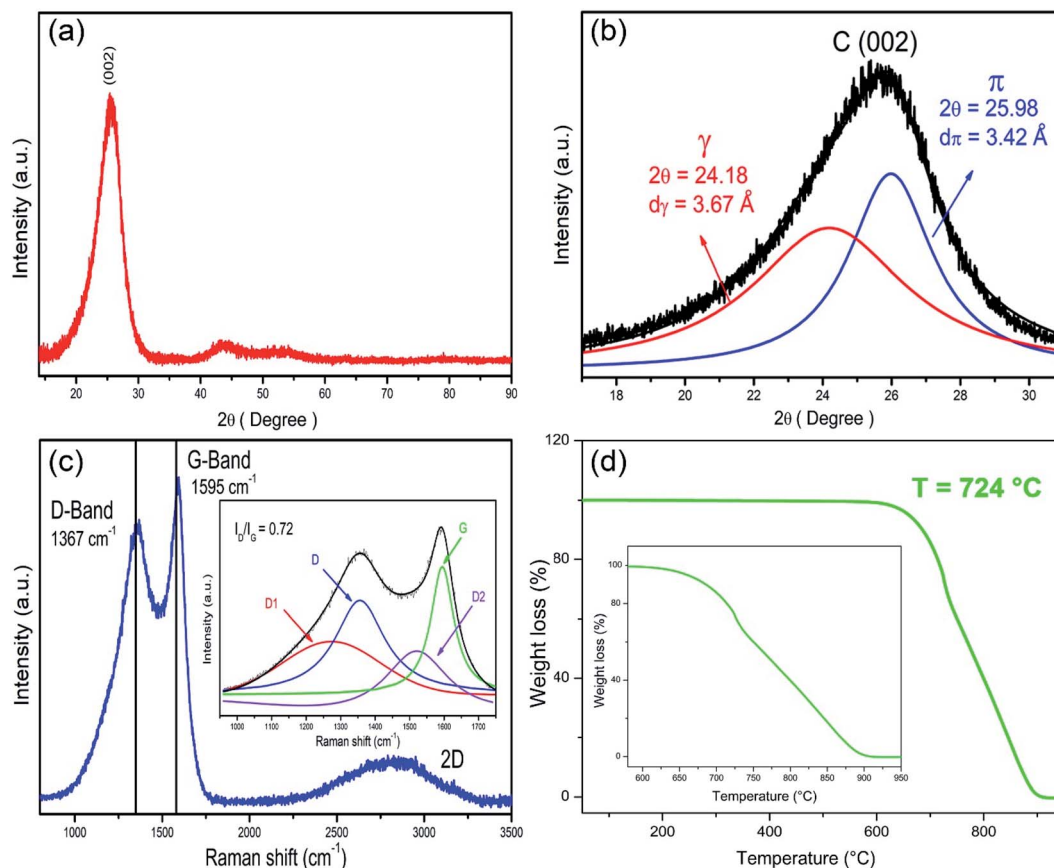 (a)
(002)
Intensity (a.u.)
20 30 40 50 60 70 80 90
2θ ( Degree )
(b)
C (002)
π
2θ = 25.98
dπ = 3.42 Å
γ
2θ = 24.18
dγ = 3.67 Å
Intensity (a.u.)
18 20 22 24 26 28 30
2θ ( Degree )
(c)
G-Band
1595 cm⁻¹
D-Band
1367 cm⁻¹
2D
Intensity (a.u.)
1000 1500 2000 2500 3000 3500
Raman shift (cm⁻¹)
I_D/I_G = 0.72
G
D
D2
D1
Intensity (a.u.)
1000 1100 1200 1300 1400 1500 1600 1700
Raman shift (cm⁻¹)
(d)
T = 724 °C
Weight loss (%)
120
80
40
0
200 400 600 800
Temperature (°C)
Weight loss (%)
100
80
60
40
20
0
600 650 700 750 800 850 900 950
Temperature (°C)